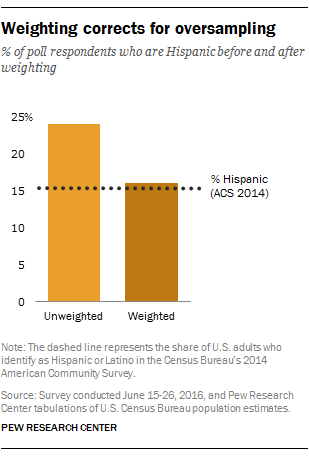 Weighting corrects for oversampling
% of poll respondents who are Hispanic before and after
weighting
25%
20
15
10
5
0
% Hispanic
(ACS 2014)
Unweighted
Weighted
Note: The dashed line represents the share of U.S. adults who
identify as Hispanic or Latino in the Census Bureau's 2014
American Community Survey.
Source: Survey conducted June 15-26, 2016, and Pew Research
Center tabulations of U.S. Census Bureau population estimates.
PEW RESEARCH CENTER